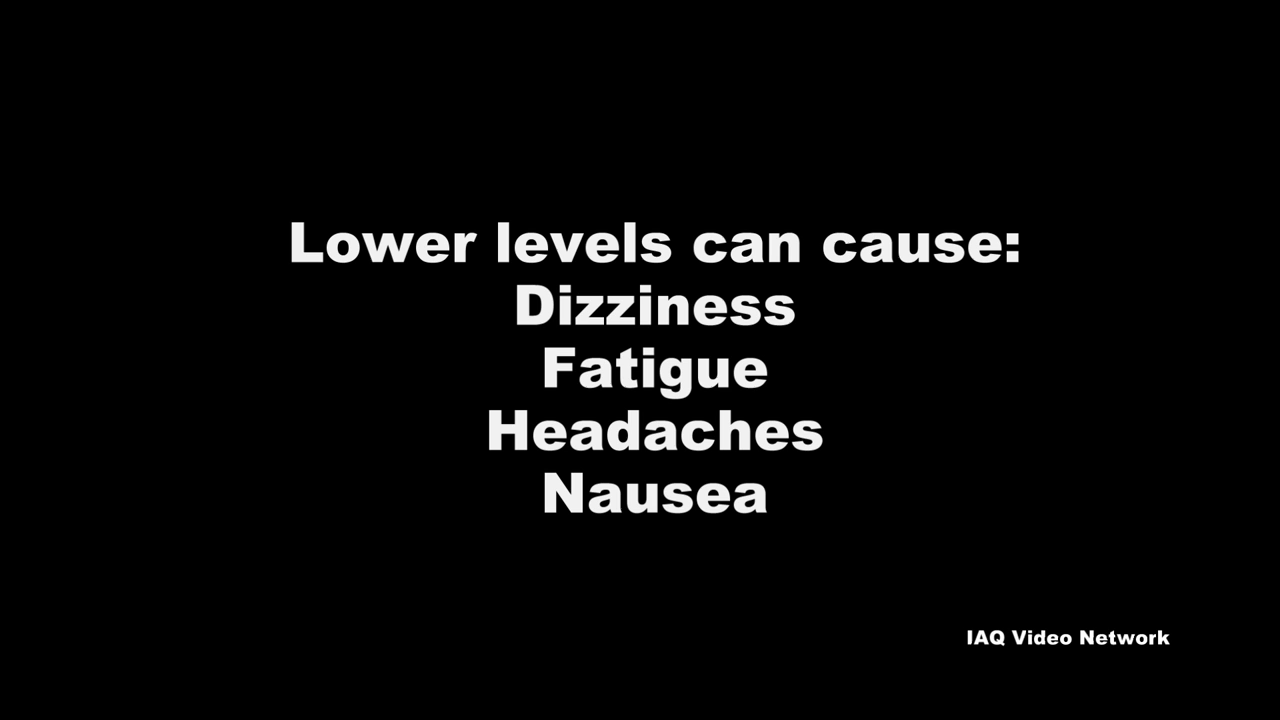 Lower levels can cause:
Dizziness
Fatigue
Headaches
Nausea
IAQ Video Network